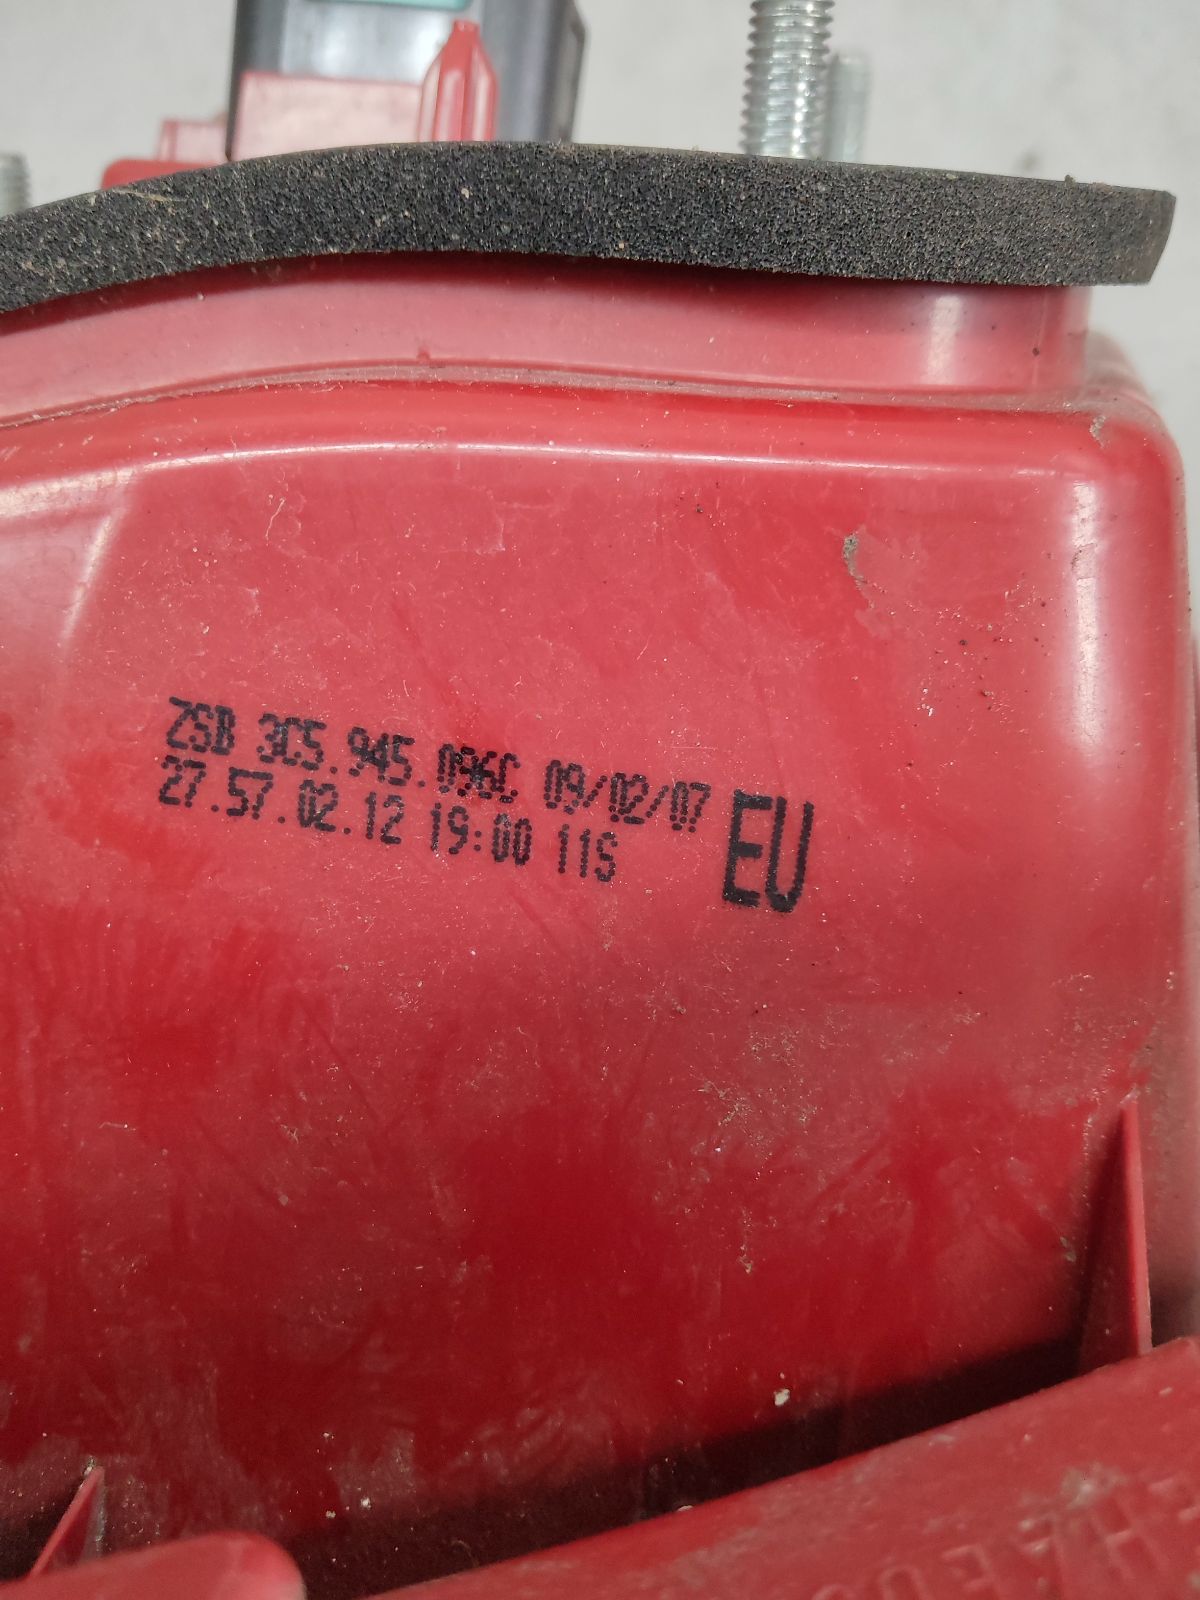 ZSB 3C5.945.096C 09/02/07
27.57.02.12 19:00 11S
EU